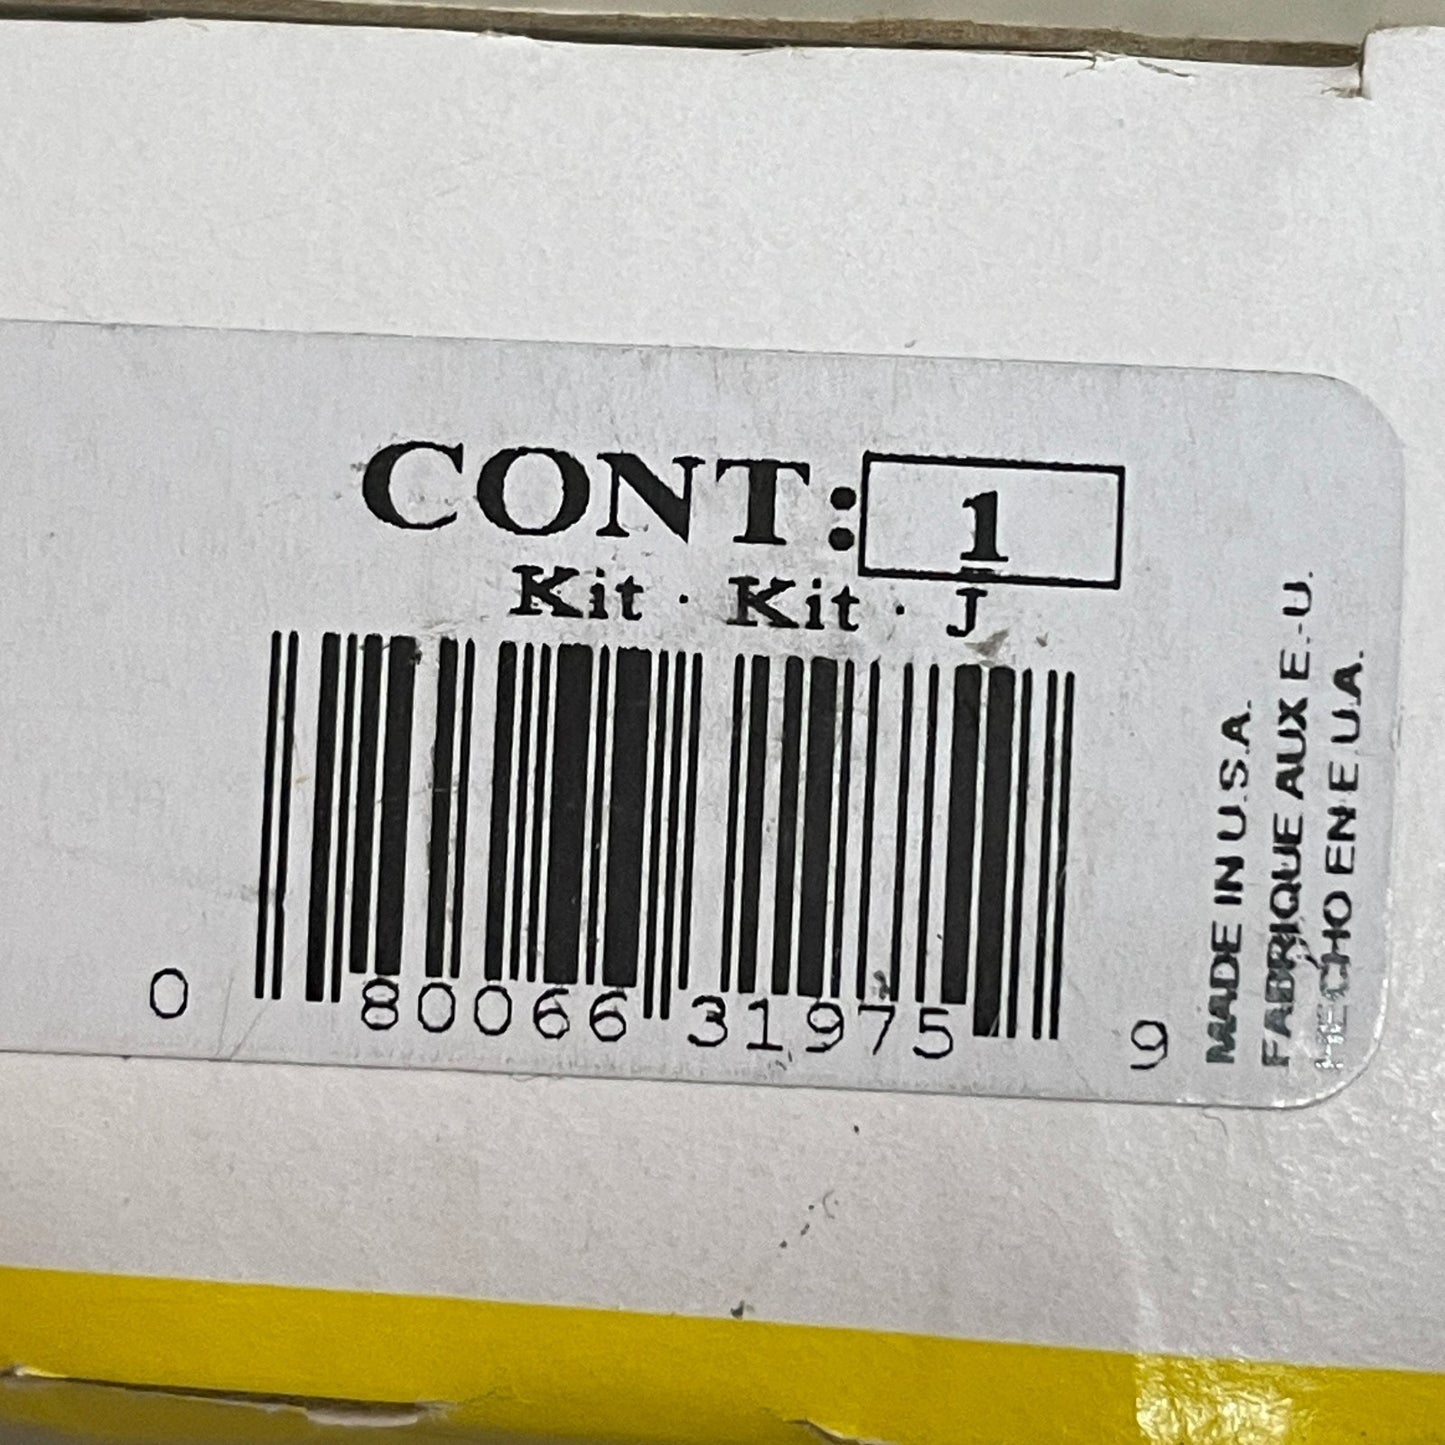 CONT: 1
Kit · Kit · J
0 80066 31975 9
MADE IN U.S.A.
FABRIQUE AUX E.-U.
HECHO EN E.U.A.